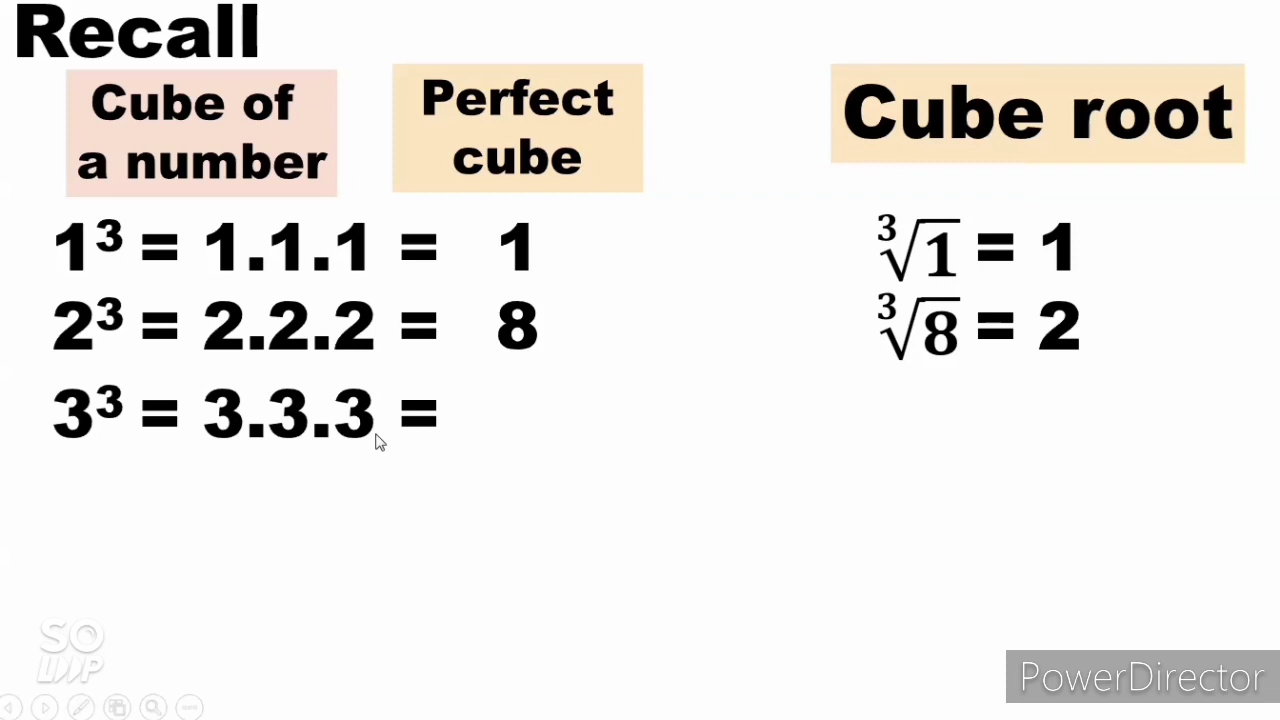 Recall
Cube of
a number
Perfect
cube
Cube root
1³ = 1.1.1 = 1
∛1 = 1
2³ = 2.2.2 = 8
∛8 = 2
3³ = 3.3.3 =
SO
PowerDirector